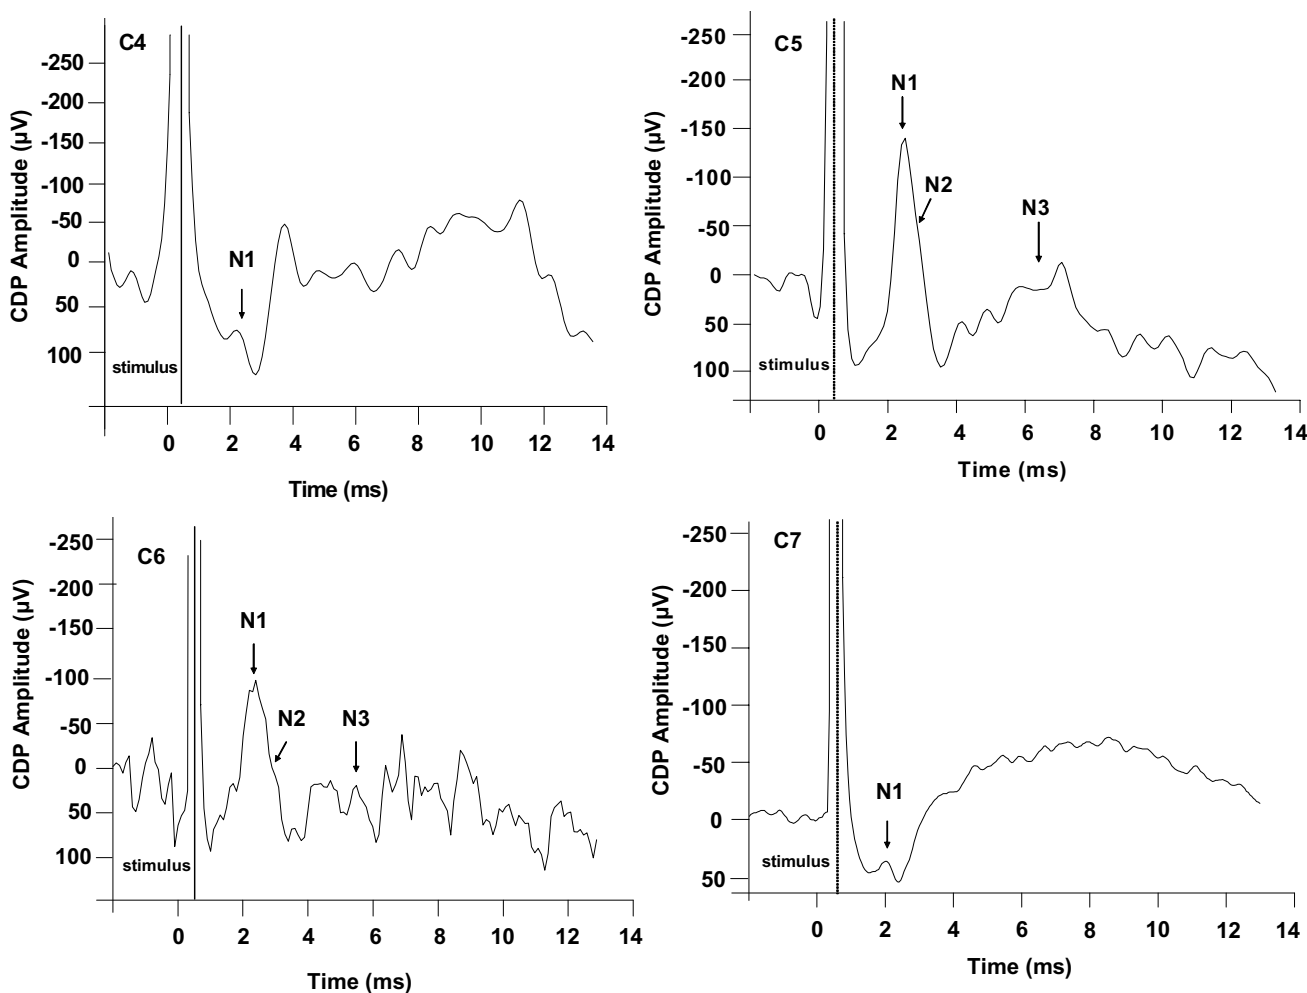 C4
-250
-200
-150
-100
-50
0
50
100
CDP Amplitude (µV)
N1
stimulus
0 2 4 6 8 10 12 14
Time (ms)
C5
-250
-200
-150
-100
-50
0
50
100
CDP Amplitude (µV)
N1
N2
N3
stimulus
0 2 4 6 8 10 12 14
Time (ms)
C6
-250
-200
-150
-100
-50
0
50
100
CDP Amplitude (µV)
N1
N2 N3
stimulus
0 2 4 6 8 10 12 14
Time (ms)
C7
-250
-200
-150
-100
-50
0
50
CDP Amplitude (µV)
N1
stimulus
0 2 4 6 8 10 12 14
Time (ms)